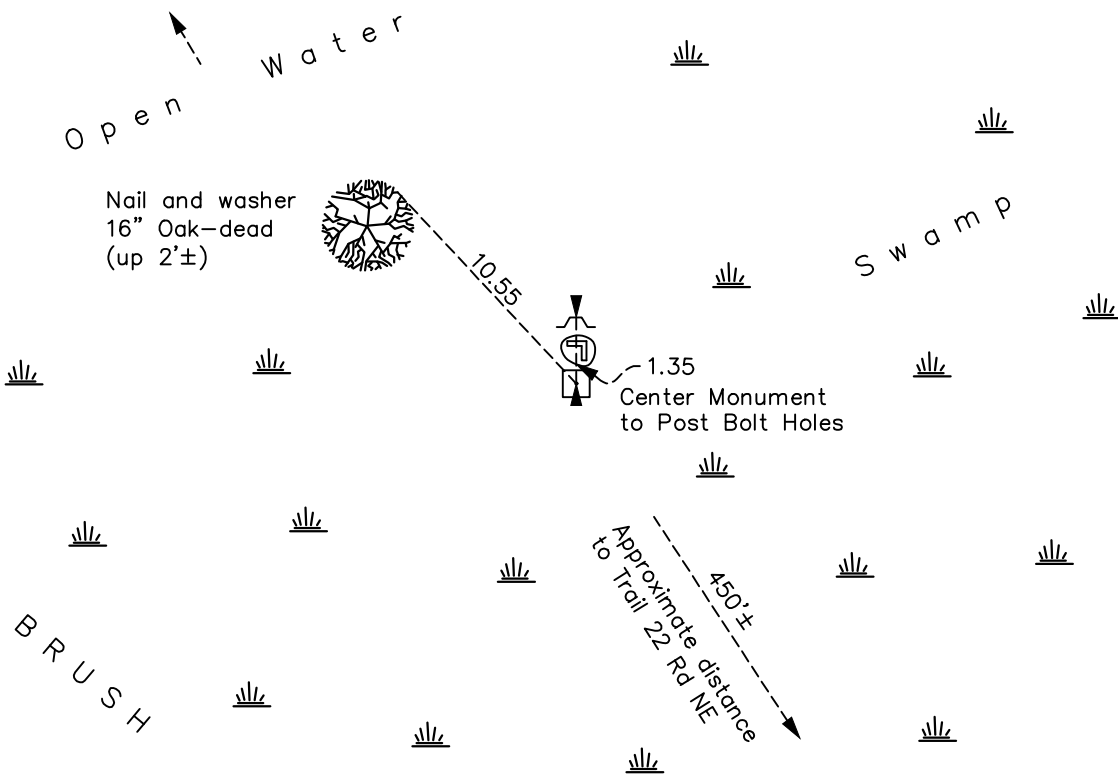 Open Water
Nail and washer
16" Oak-dead
(up 2'±)
Swamp
10.55
1.35
Center Monument
to Post Bolt Holes
Approximate distance
to Trail 22 Rd NE
450'±
BRUSH